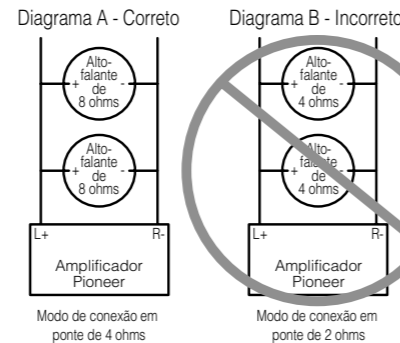 Diagrama A - Correto
Alto-
falante
de
8 ohms
+ -
Alto-
falante
de
8 ohms
+ -
L+ R-
Amplificador
Pioneer
Modo de conexão em
ponte de 4 ohms
Diagrama B - Incorreto
Alto-
falante
de
4 ohms
+ -
Alto-
falante
de
4 ohms
+ -
L+ R-
Amplificador
Pioneer
Modo de conexão em
ponte de 2 ohms